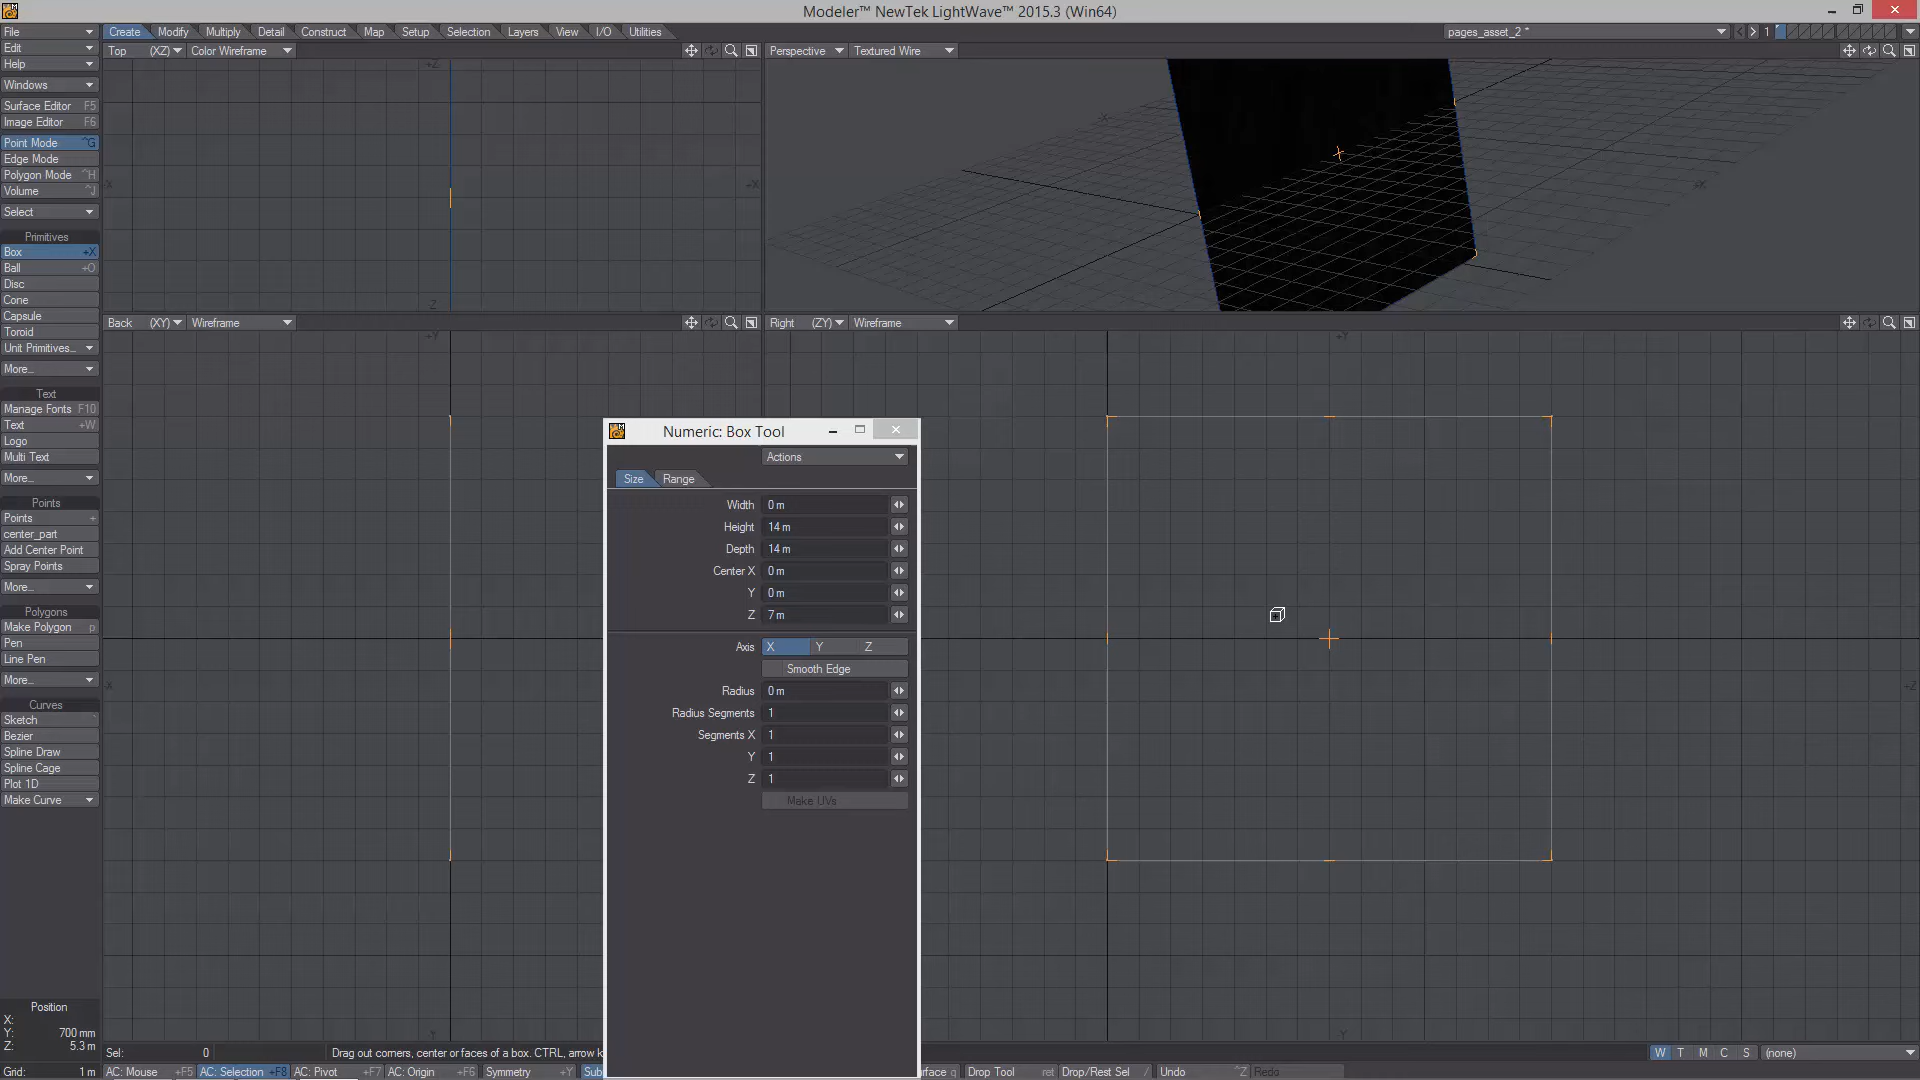 Modeler™ NewTek LightWave™ 2015.3 (Win64)
File Create Modify Multiply Detail Construct Map Setup Selection Layers View I/O Utilities pages_asset_2 * 1
Edit Top (XZ) Color Wireframe Perspective Textured Wire
Help
Windows
Surface Editor F5
Image Editor F6
Point Mode ^G
Edge Mode
Polygon Mode ^H
Volume ^J
Select
Primitives
Box +X
Ball +O
Disc
Cone
Capsule
Toroid
Unit Primitives...
More...
Back (XY) Wireframe Right (ZY) Wireframe
Text
Manage Fonts F10
Text +W
Logo
Multi Text
More...
Points
Points +
center_part
Add Center Point
Spray Points
More...
Polygons
Make Polygon p
Pen
Line Pen
More...
Curves
Sketch `
Bezier
Spline Draw
Spline Cage
Plot 1D
Make Curve
Numeric: Box Tool
Actions
Size Range
Width 0 m
Height 14 m
Depth 14 m
Center X 0 m
Y 0 m
Z 7 m
Axis X Y Z
Smooth Edge
Radius 0 m
Radius Segments 1
Segments X 1
Y 1
Z 1
Make UVs
Position
X:
Y: 700 mm
Z: 5.3 m
Sel: 0 Drag out corners, center or faces of a box. CTRL, arrow k W T M C S (none)
Grid: 1 m AC: Mouse +F5 AC: Selection +F8 AC: Pivot +F7 AC: Origin +F6 Symmetry +Y Sub urface q Drop Tool ret Drop/Rest Sel / Undo ^Z Redo